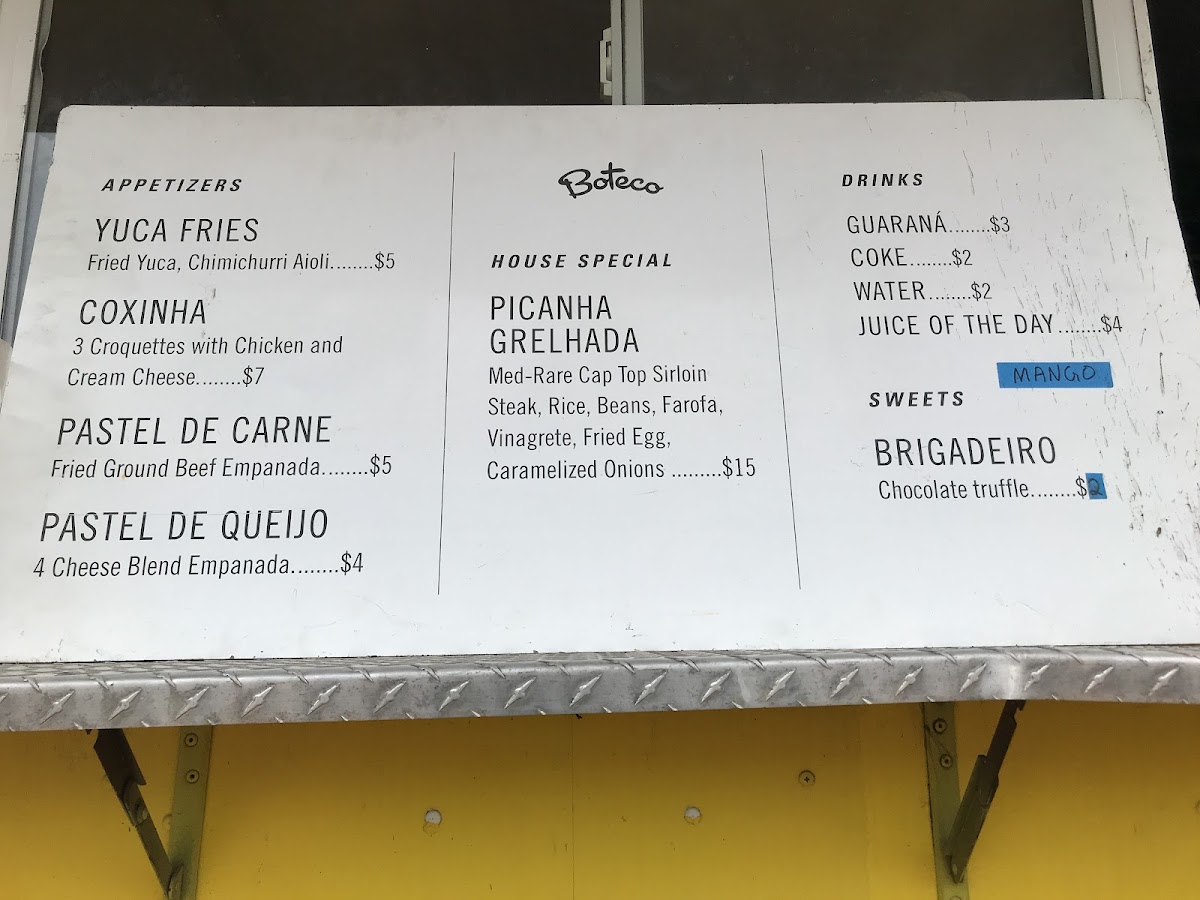 APPETIZERS
YUCA FRIES
Fried Yuca, Chimichurri Aioli........$5
COXINHA
3 Croquettes with Chicken and
Cream Cheese........$7
PASTEL DE CARNE
Fried Ground Beef Empanada........$5
PASTEL DE QUEIJO
4 Cheese Blend Empanada........$4
Boteco
HOUSE SPECIAL
PICANHA
GRELHADA
Med-Rare Cap Top Sirloin
Steak, Rice, Beans, Farofa,
Vinagrete, Fried Egg,
Caramelized Onions .........$15
DRINKS
GUARANÁ........$3
COKE........$2
WATER........$2
JUICE OF THE DAY........$4
MANGO
SWEETS
BRIGADEIRO
Chocolate truffle........$2